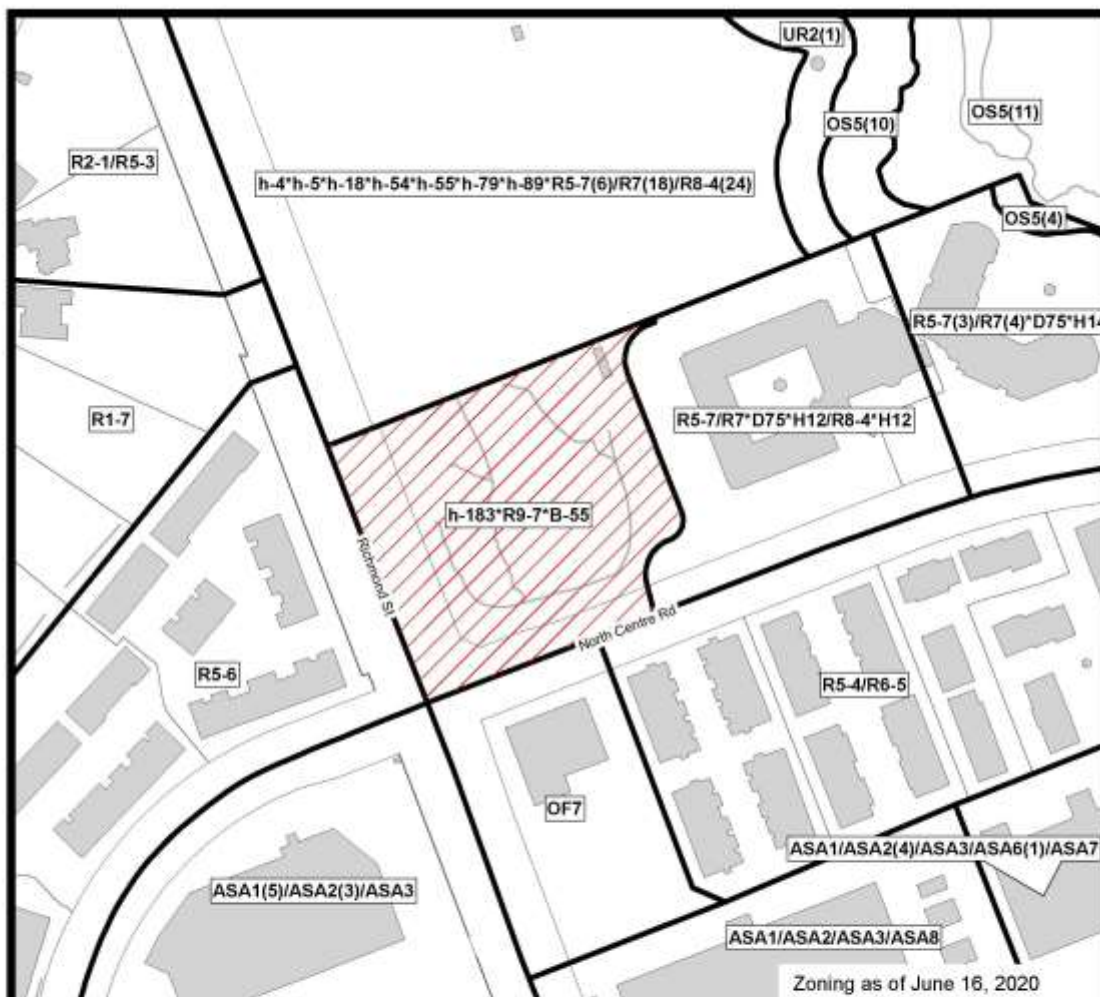 UR2(1)
OS5(11)
OS5(10)
R2-1/R5-3
h-4*h-5*h-18*h-54*h-55*h-79*h-89*R5-7(6)/R7(18)/R8-4(24)
OS5(4)
R5-7(3)/R7(4)*D75*H14
R1-7
R5-7/R7*D75*H12/R8-4*H12
h-183*R9-7*B-55
Richmond St
North Centre Rd
R5-6
R5-4/R6-5
OF7
ASA1/ASA2(4)/ASA3/ASA6(1)/ASA7
ASA1(5)/ASA2(3)/ASA3
ASA1/ASA2/ASA3/ASA8
Zoning as of June 16, 2020